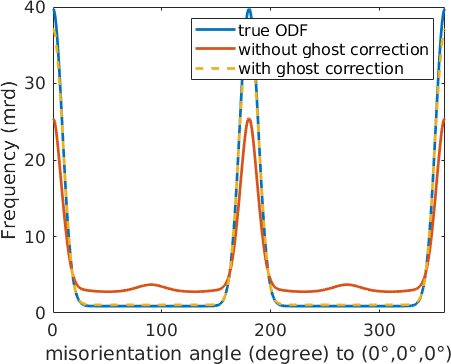 true ODF
without ghost correction
with ghost correction
Frequency (mrd)
40
30
20
10
0
0 100 200 300
misorientation angle (degree) to (0°,0°,0°)